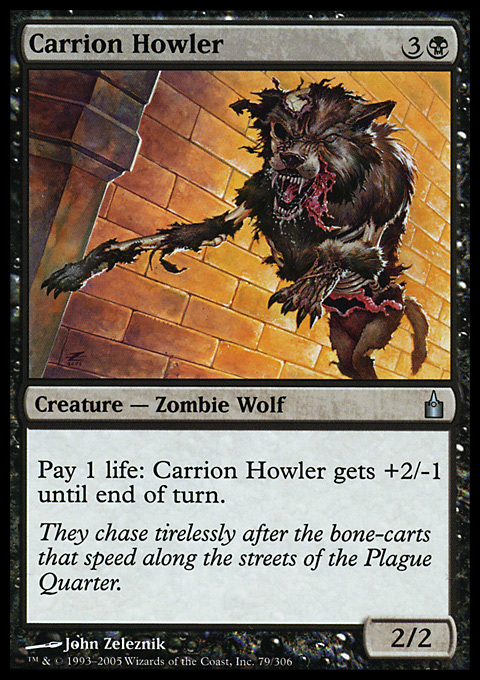 Carrion Howler 3
Creature — Zombie Wolf
Pay 1 life: Carrion Howler gets +2/-1
until end of turn.
They chase tirelessly after the bone-carts
that speed along the streets of the Plague
Quarter.
John Zeleznik
2/2
™ & © 1993–2005 Wizards of the Coast, Inc. 79/306